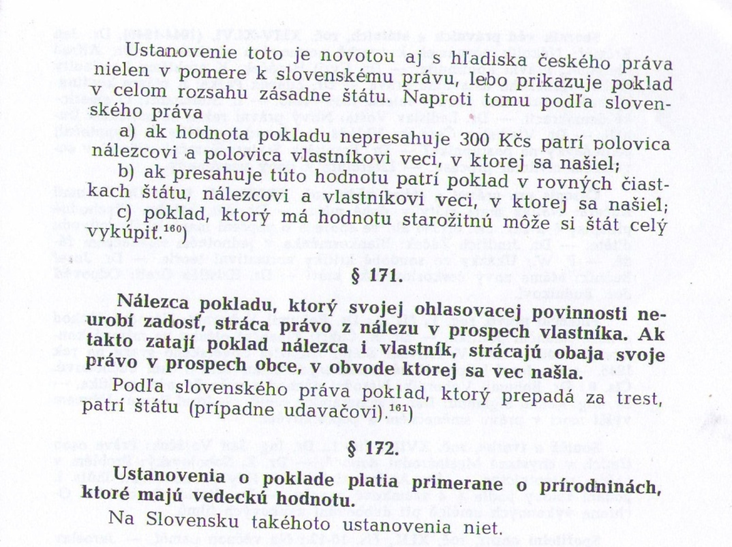 Ustanovenie toto je novotou aj s hľadiska českého práva
nielen v pomere k slovenskému právu, lebo prikazuje poklad
v celom rozsahu zásadne štátu. Naproti tomu podľa sloven-
ského práva:
a) ak hodnota pokladu nepresahuje 300 Kčs patrí polovica
nálezcovi a polovica vlastníkovi veci, v ktorej sa našiel;
b) ak presahuje túto hodnotu patrí poklad v rovných čiast-
kach štátu, nálezcovi a vlastníkovi veci, v ktorej sa našiel;
c) poklad, ktorý má hodnotu starožitnú môže si štát celý
vykúpiť.¹⁶⁰)
§ 171.
Nálezca pokladu, ktorý svojej ohlasovacej povinnosti ne-
urobí zadosť, stráca právo z nálezu v prospech vlastníka. Ak
takto zatají poklad nálezca i vlastník, strácajú obaja svoje
právo v prospech obce, v obvode ktorej sa vec našla.
Podľa slovenského práva poklad, ktorý prepadá za trest,
patrí štátu (prípadne udavačovi).¹⁶¹)
§ 172.
Ustanovenia o poklade platia primerane o prírodninách,
ktoré majú vedeckú hodnotu.
Na Slovensku takéhoto ustanovenia niet.